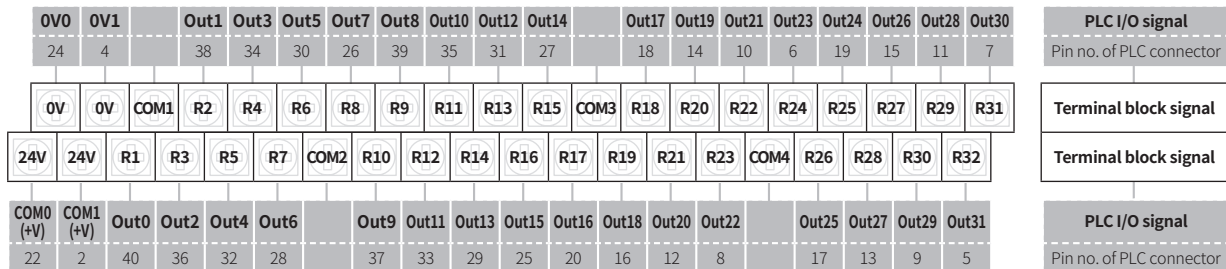 0V0 0V1 Out1 Out3 Out5 Out7 Out8 Out10 Out12 Out14 Out17 Out19 Out21 Out23 Out24 Out26 Out28 Out30 PLC I/O signal
24 4 38 34 30 26 39 35 31 27 18 14 10 6 19 15 11 7 Pin no. of PLC connector
0V 0V COM1 R2 R4 R6 R8 R9 R11 R13 R15 COM3 R18 R20 R22 R24 R25 R27 R29 R31 Terminal block signal
24V 24V R1 R3 R5 R7 COM2 R10 R12 R14 R16 R17 R19 R21 R23 COM4 R26 R28 R30 R32 Terminal block signal
COM0 COM1
(+V) (+V) Out0 Out2 Out4 Out6 Out9 Out11 Out13 Out15 Out16 Out18 Out20 Out22 Out25 Out27 Out29 Out31 PLC I/O signal
22 2 40 36 32 28 37 33 29 25 20 16 12 8 17 13 9 5 Pin no. of PLC connector